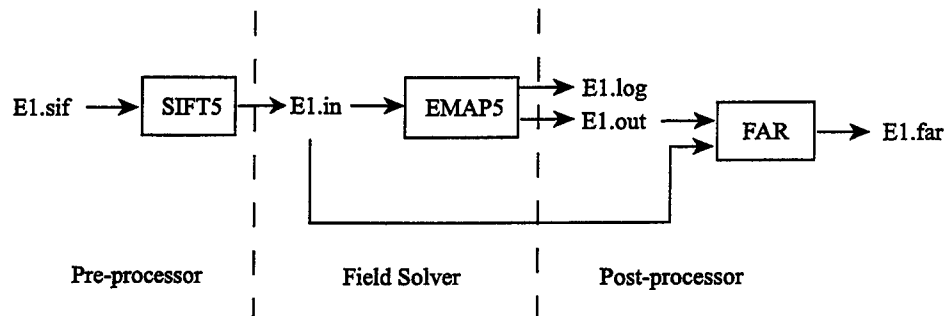 E1.sif
SIFT5
E1.in
EMAP5
E1.log
E1.out
FAR
E1.far
Pre-processor
Field Solver
Post-processor